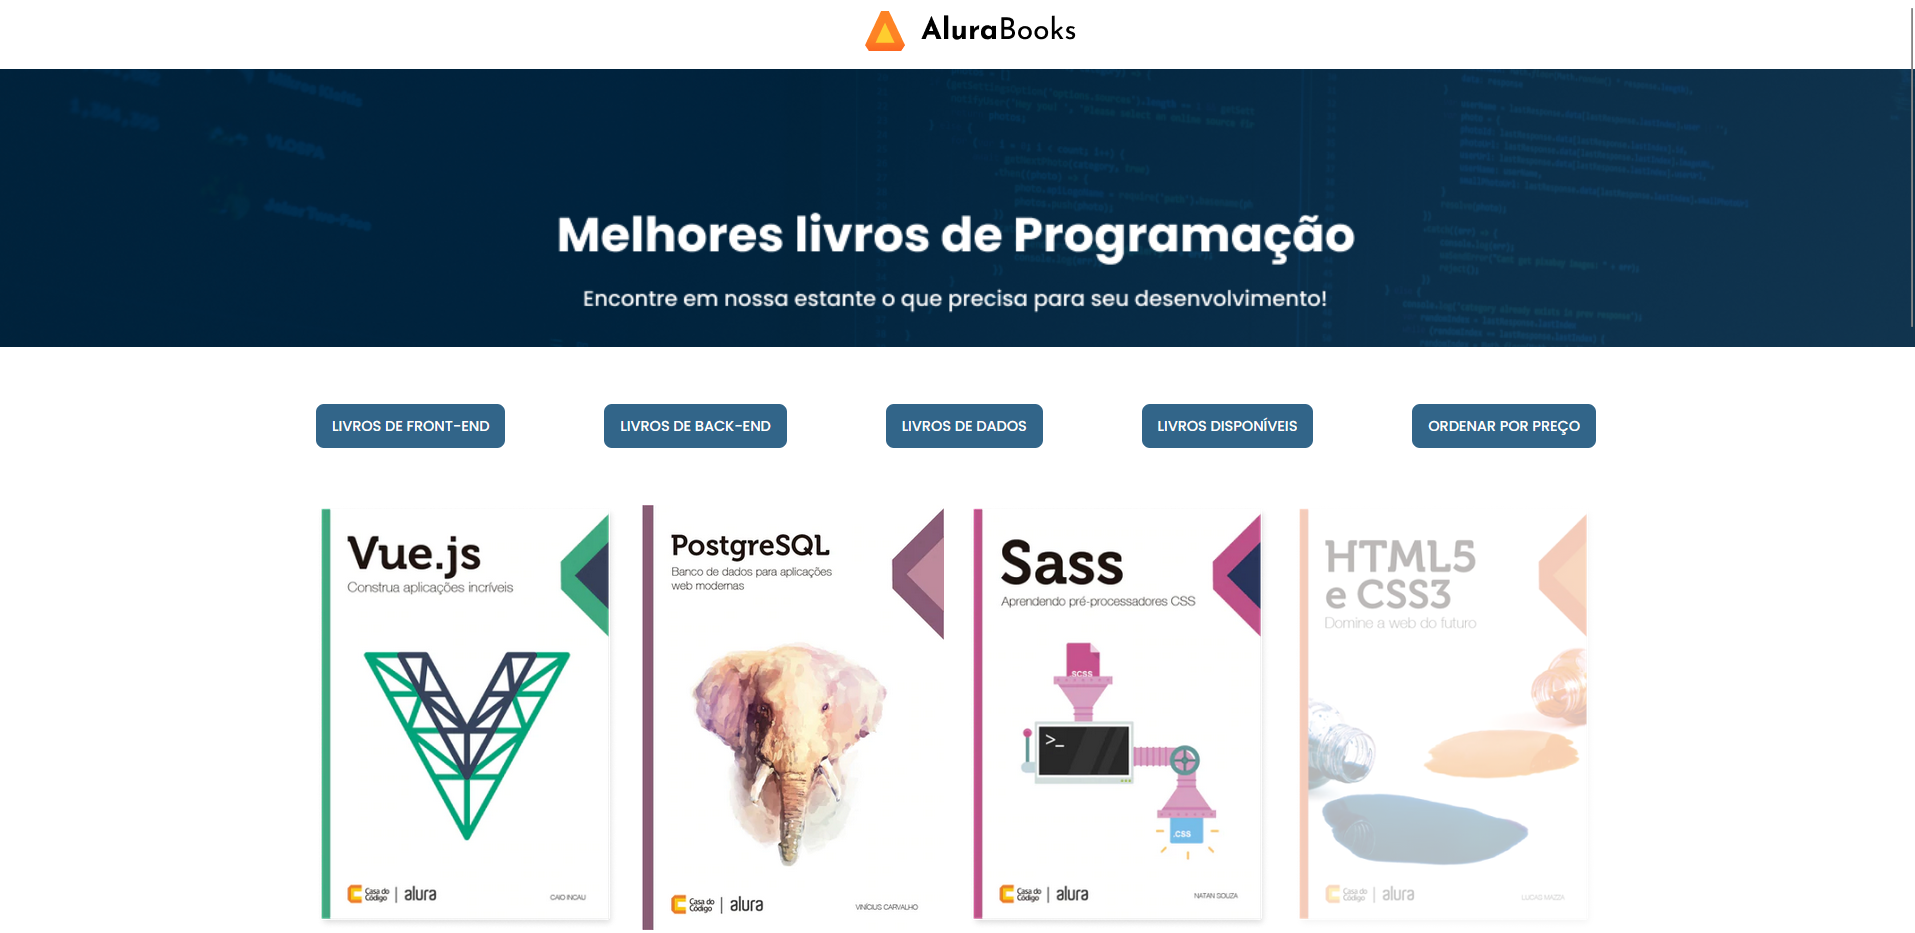 AluraBooks
Melhores livros de Programação
Encontre em nossa estante o que precisa para seu desenvolvimento!
LIVROS DE FRONT-END
LIVROS DE BACK-END
LIVROS DE DADOS
LIVROS DISPONÍVEIS
ORDENAR POR PREÇO
Vue.js
Construa aplicações incríveis
Casa do
Código
alura
CAIO INCAU
PostgreSQL
Banco de dados para aplicações
web modernas
Casa do
Código
alura
VINÍCIUS CARVALHO
Sass
Aprendendo pré-processadores CSS
SCSS
>_
.CSS
Casa do
Código
alura
NATAN SOUZA
HTML5
e CSS3
Domine a web do futuro
Casa do
Código
alura
LUCAS MAZZA